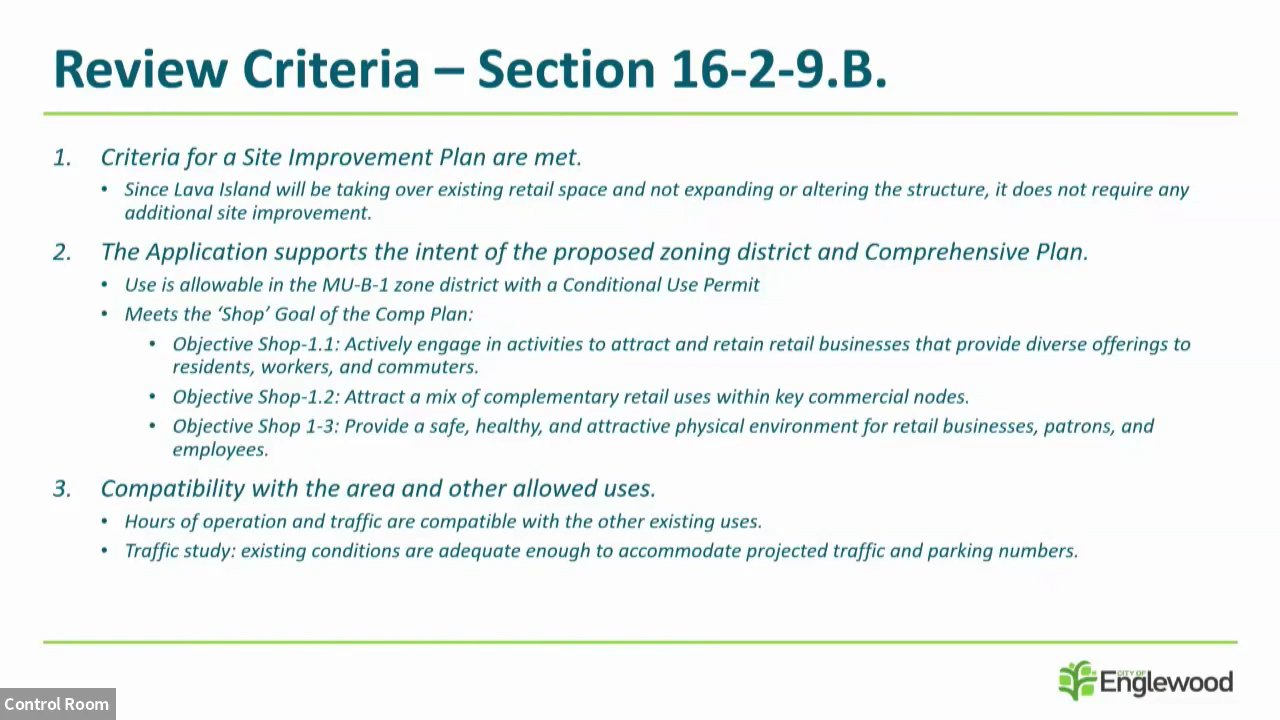 Review Criteria – Section 16-2-9.B.
1. Criteria for a Site Improvement Plan are met.
• Since Lava Island will be taking over existing retail space and not expanding or altering the structure, it does not require any
additional site improvement.
2. The Application supports the intent of the proposed zoning district and Comprehensive Plan.
• Use is allowable in the MU-B-1 zone district with a Conditional Use Permit
• Meets the ‘Shop’ Goal of the Comp Plan:
• Objective Shop-1.1: Actively engage in activities to attract and retain retail businesses that provide diverse offerings to
residents, workers, and commuters.
• Objective Shop-1.2: Attract a mix of complementary retail uses within key commercial nodes.
• Objective Shop 1-3: Provide a safe, healthy, and attractive physical environment for retail businesses, patrons, and
employees.
3. Compatibility with the area and other allowed uses.
• Hours of operation and traffic are compatible with the other existing uses.
• Traffic study: existing conditions are adequate enough to accommodate projected traffic and parking numbers.
CITY OF
Englewood
Control Room